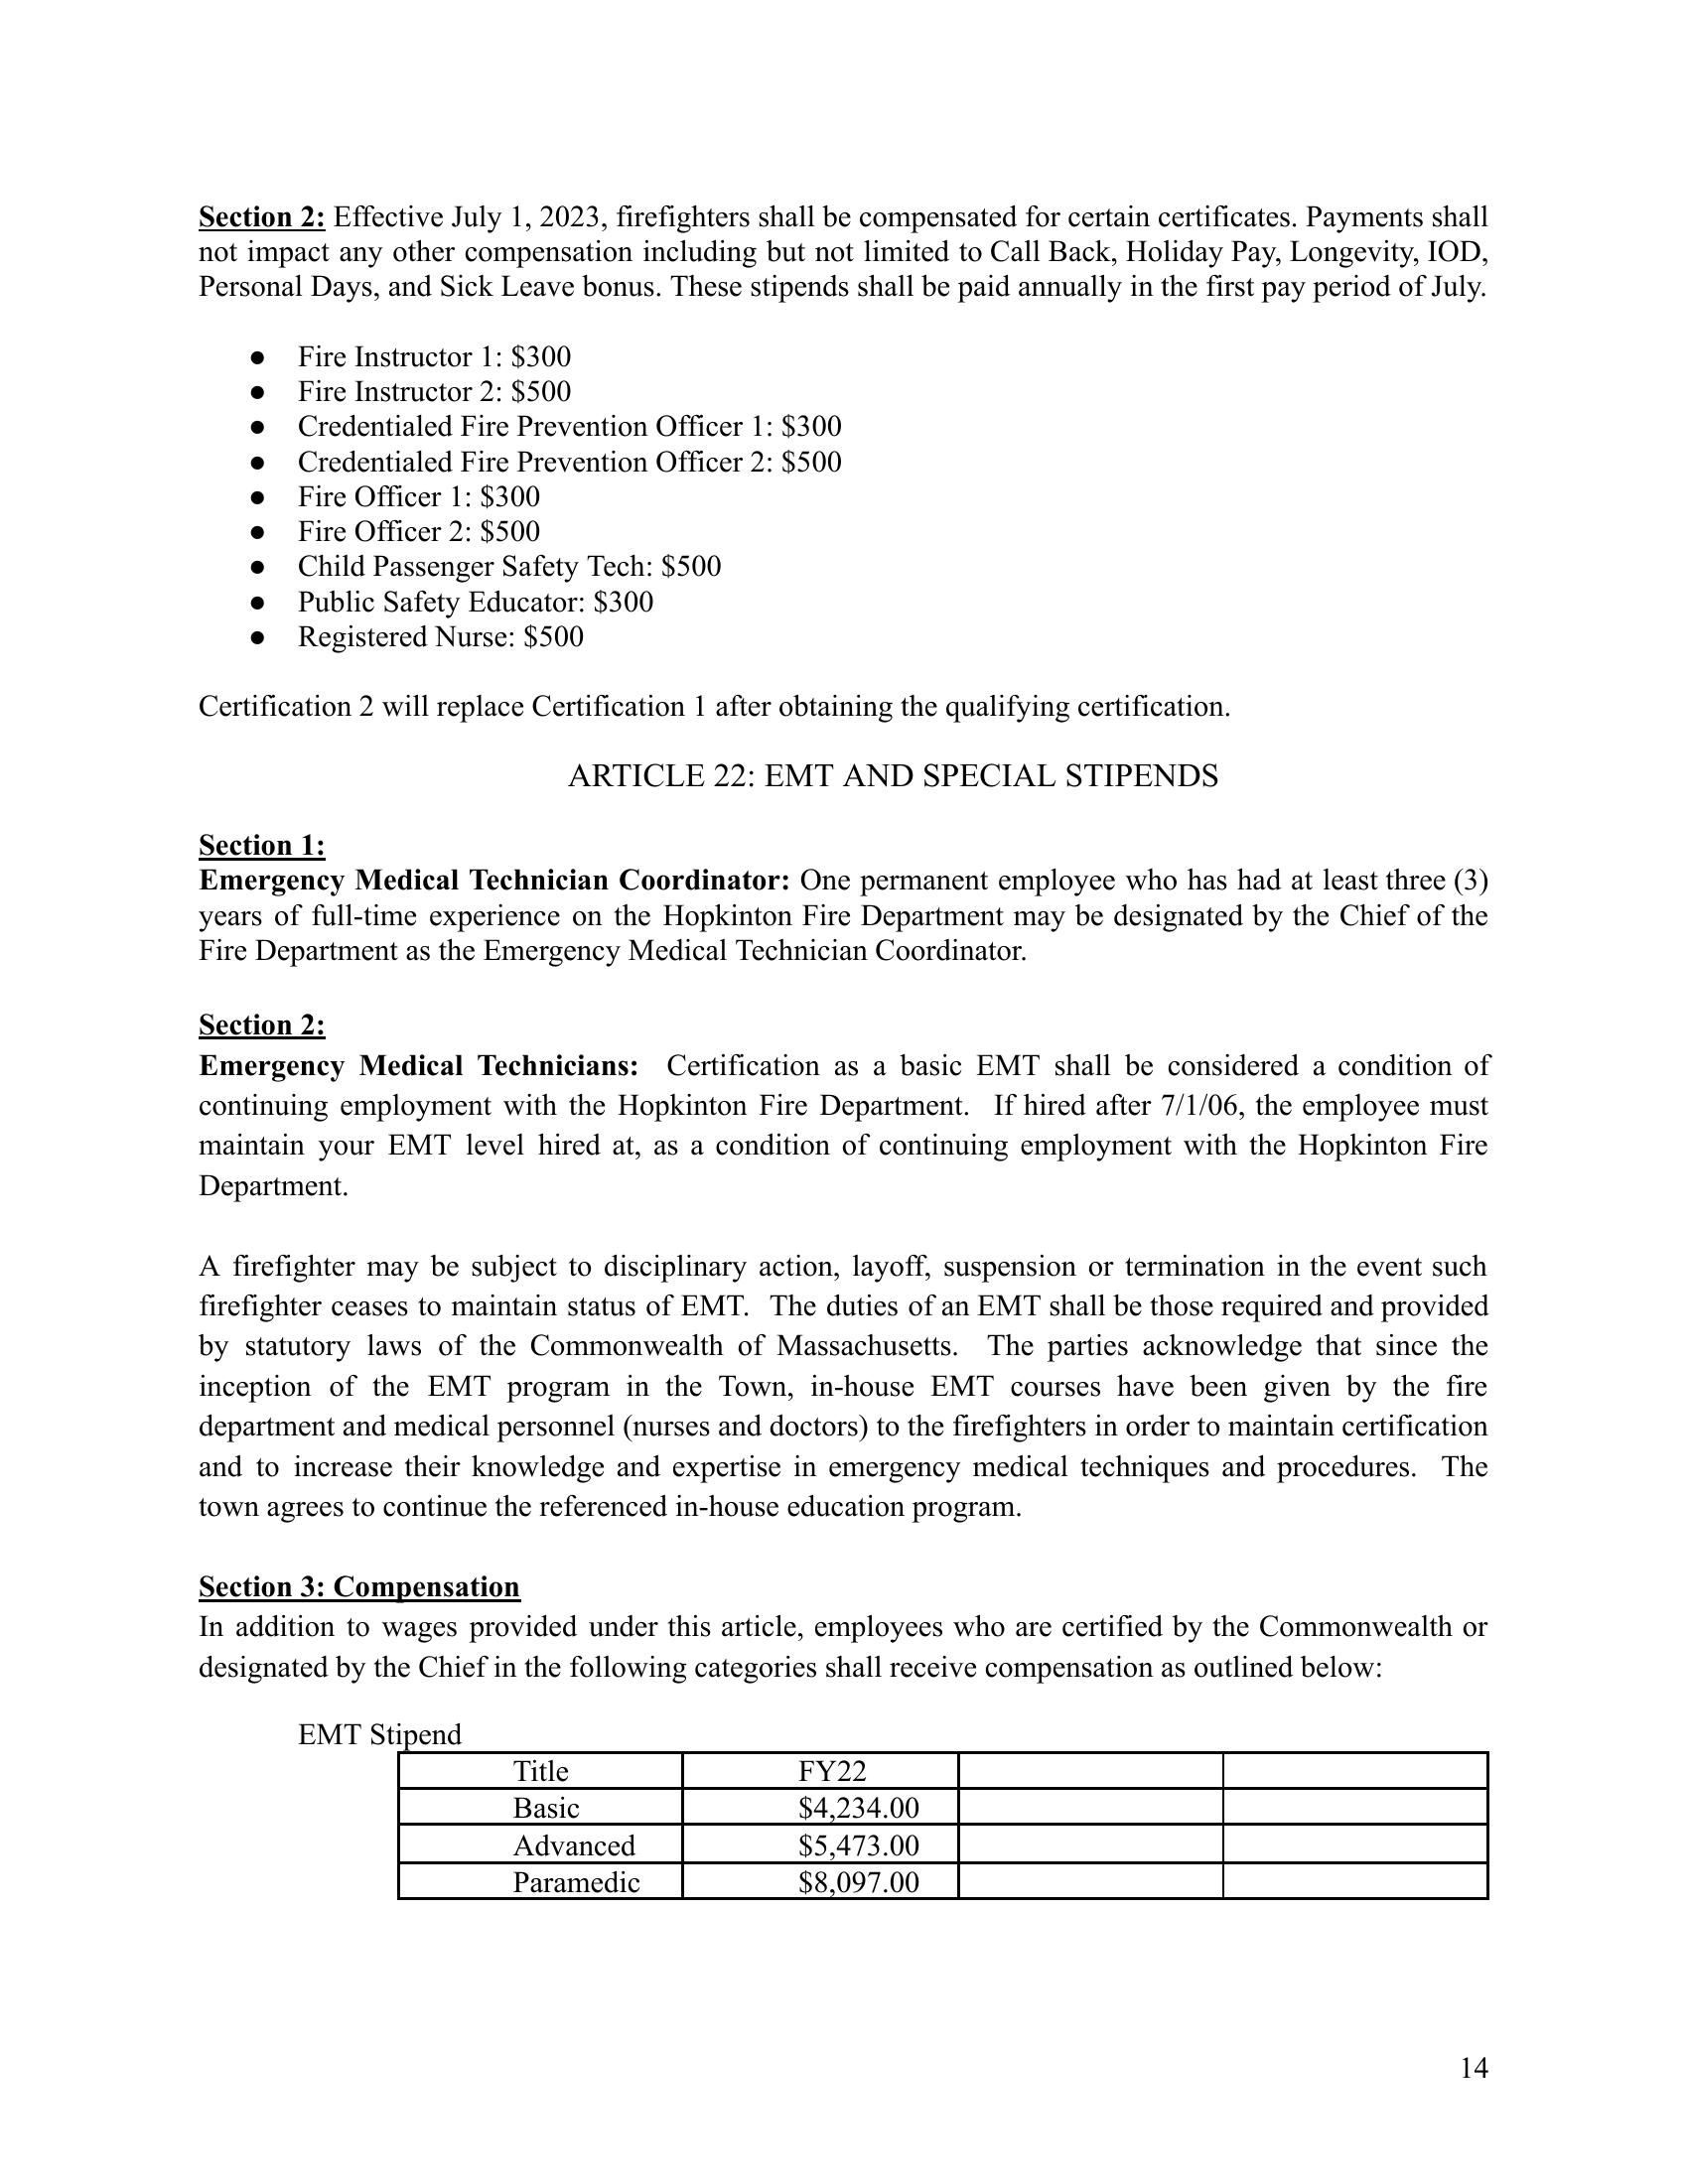 Section 2: Effective July 1, 2023, firefighters shall be compensated for certain certificates. Payments shall
not impact any other compensation including but not limited to Call Back, Holiday Pay, Longevity, IOD,
Personal Days, and Sick Leave bonus. These stipends shall be paid annually in the first pay period of July.
● Fire Instructor 1: $300
● Fire Instructor 2: $500
● Credentialed Fire Prevention Officer 1: $300
● Credentialed Fire Prevention Officer 2: $500
● Fire Officer 1: $300
● Fire Officer 2: $500
● Child Passenger Safety Tech: $500
● Public Safety Educator: $300
● Registered Nurse: $500
Certification 2 will replace Certification 1 after obtaining the qualifying certification.
ARTICLE 22: EMT AND SPECIAL STIPENDS
Section 1:
Emergency Medical Technician Coordinator: One permanent employee who has had at least three (3)
years of full-time experience on the Hopkinton Fire Department may be designated by the Chief of the
Fire Department as the Emergency Medical Technician Coordinator.
Section 2:
Emergency Medical Technicians: Certification as a basic EMT shall be considered a condition of
continuing employment with the Hopkinton Fire Department. If hired after 7/1/06, the employee must
maintain your EMT level hired at, as a condition of continuing employment with the Hopkinton Fire
Department.
A firefighter may be subject to disciplinary action, layoff, suspension or termination in the event such
firefighter ceases to maintain status of EMT. The duties of an EMT shall be those required and provided
by statutory laws of the Commonwealth of Massachusetts. The parties acknowledge that since the
inception of the EMT program in the Town, in-house EMT courses have been given by the fire
department and medical personnel (nurses and doctors) to the firefighters in order to maintain certification
and to increase their knowledge and expertise in emergency medical techniques and procedures. The
town agrees to continue the referenced in-house education program.
Section 3: Compensation
In addition to wages provided under this article, employees who are certified by the Commonwealth or
designated by the Chief in the following categories shall receive compensation as outlined below:
EMT Stipend
Title FY22
Basic $4,234.00
Advanced $5,473.00
Paramedic $8,097.00
14